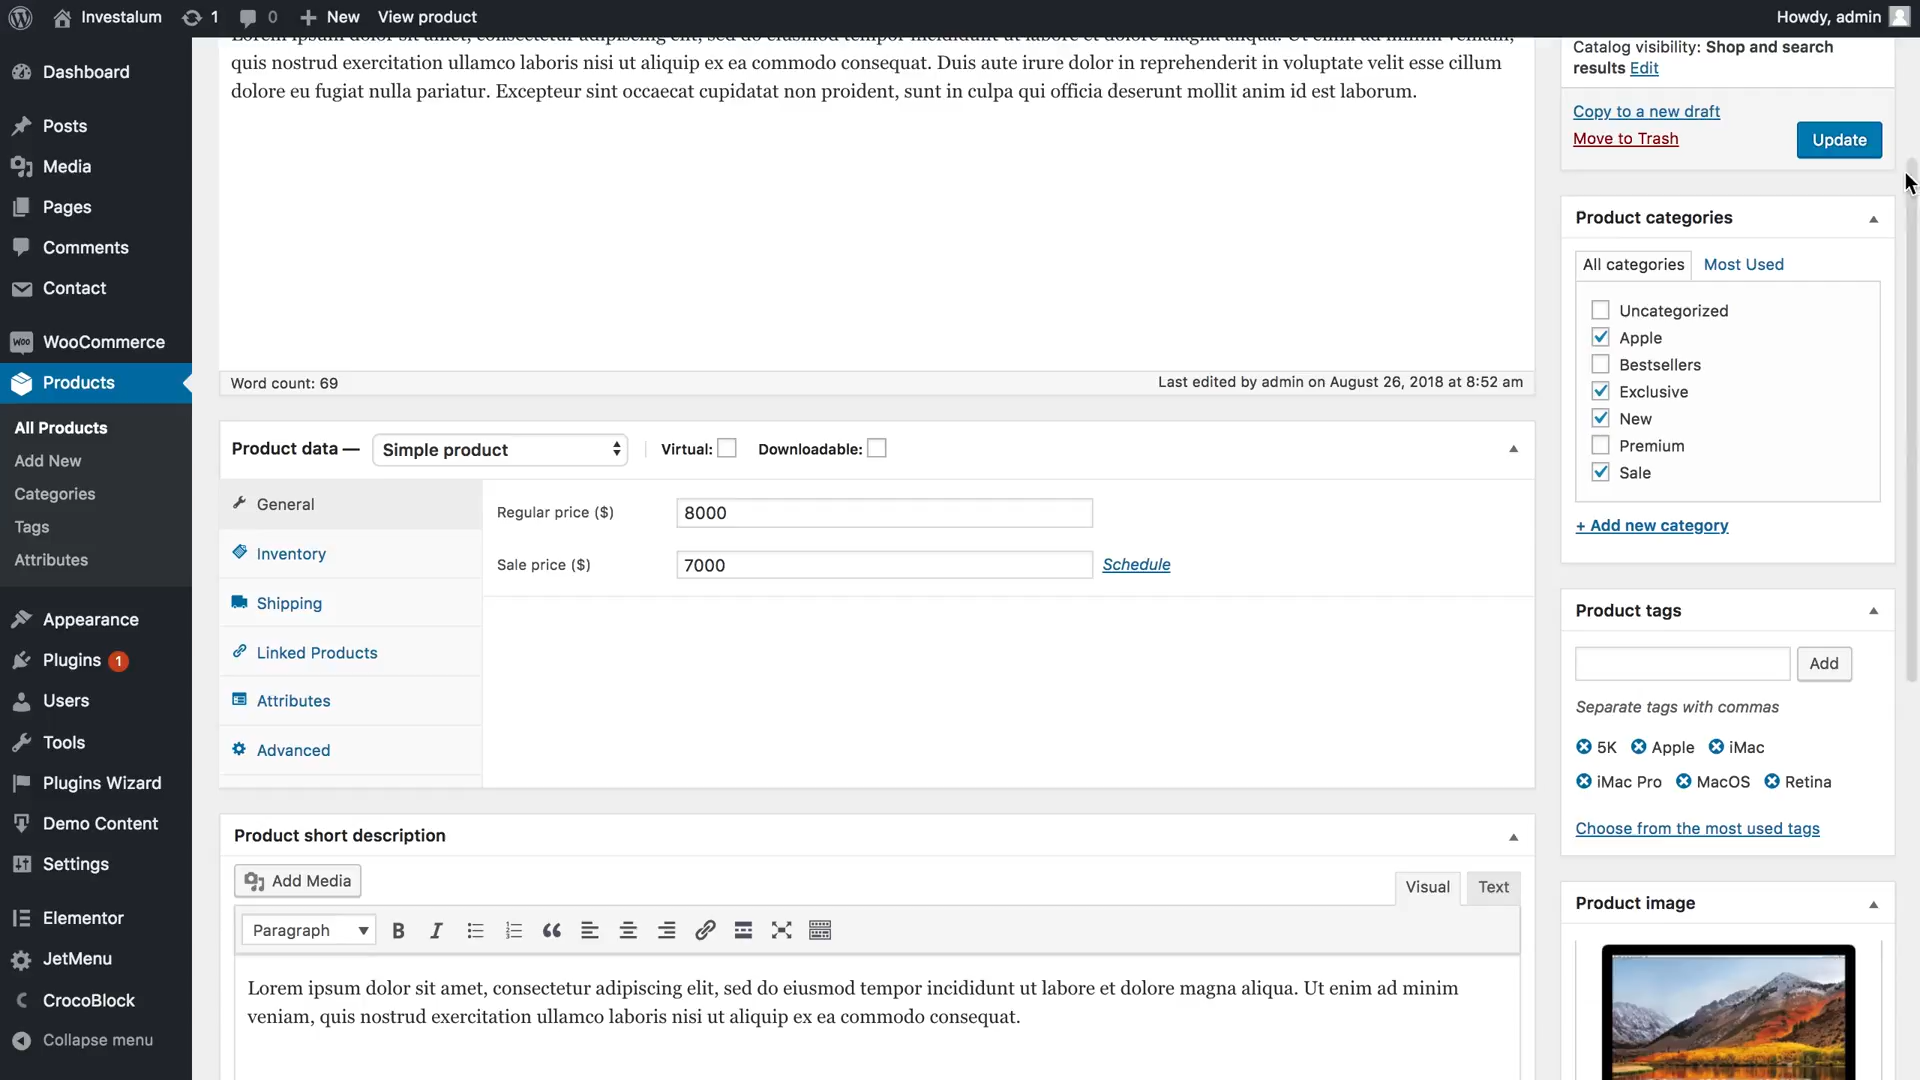 Investalum 1 0 New View product Howdy, admin
Dashboard
Posts
Media
Pages
Comments
Contact
WooCommerce
Products
All Products
Add New
Categories
Tags
Attributes
Appearance
Plugins 1
Users
Tools
Plugins Wizard
Demo Content
Settings
Elementor
JetMenu
CrocoBlock
Collapse menu
Lorem ipsum dolor sit amet, consectetur adipiscing elit, sed do eiusmod tempor incididunt ut labore et dolore magna aliqua. Ut enim ad minim veniam,
quis nostrud exercitation ullamco laboris nisi ut aliquip ex ea commodo consequat. Duis aute irure dolor in reprehenderit in voluptate velit esse cillum
dolore eu fugiat nulla pariatur. Excepteur sint occaecat cupidatat non proident, sunt in culpa qui officia deserunt mollit anim id est laborum.
Word count: 69 Last edited by admin on August 26, 2018 at 8:52 am
Product data — Simple product Virtual: Downloadable:
General
Inventory
Shipping
Linked Products
Attributes
Advanced
Regular price ($) 8000
Sale price ($) 7000 Schedule
Product short description
Add Media
Visual Text
Paragraph
Lorem ipsum dolor sit amet, consectetur adipiscing elit, sed do eiusmod tempor incididunt ut labore et dolore magna aliqua. Ut enim ad minim
veniam, quis nostrud exercitation ullamco laboris nisi ut aliquip ex ea commodo consequat.
Catalog visibility: Shop and search
results Edit
Copy to a new draft
Move to Trash
Update
Product categories
All categories Most Used
Uncategorized
Apple
Bestsellers
Exclusive
New
Premium
Sale
+ Add new category
Product tags
Add
Separate tags with commas
5K Apple iMac
iMac Pro MacOS Retina
Choose from the most used tags
Product image